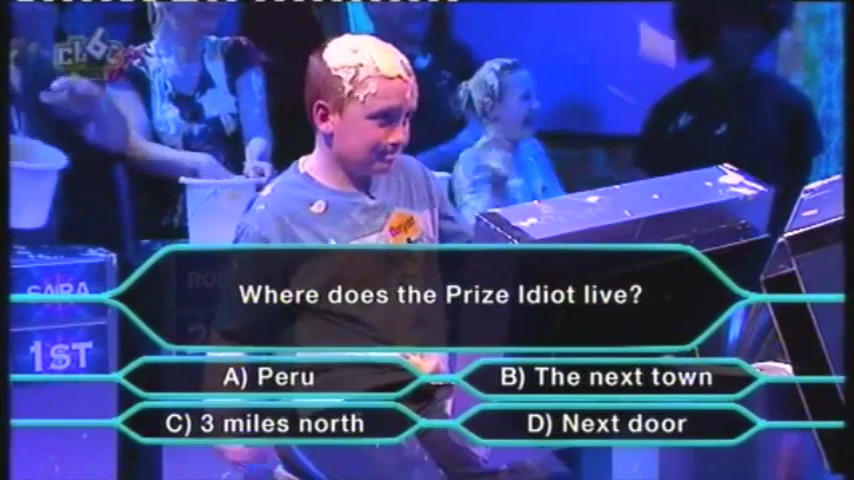 SARA
1ST
Where does the Prize Idiot live?
A) Peru
B) The next town
C) 3 miles north
D) Next door